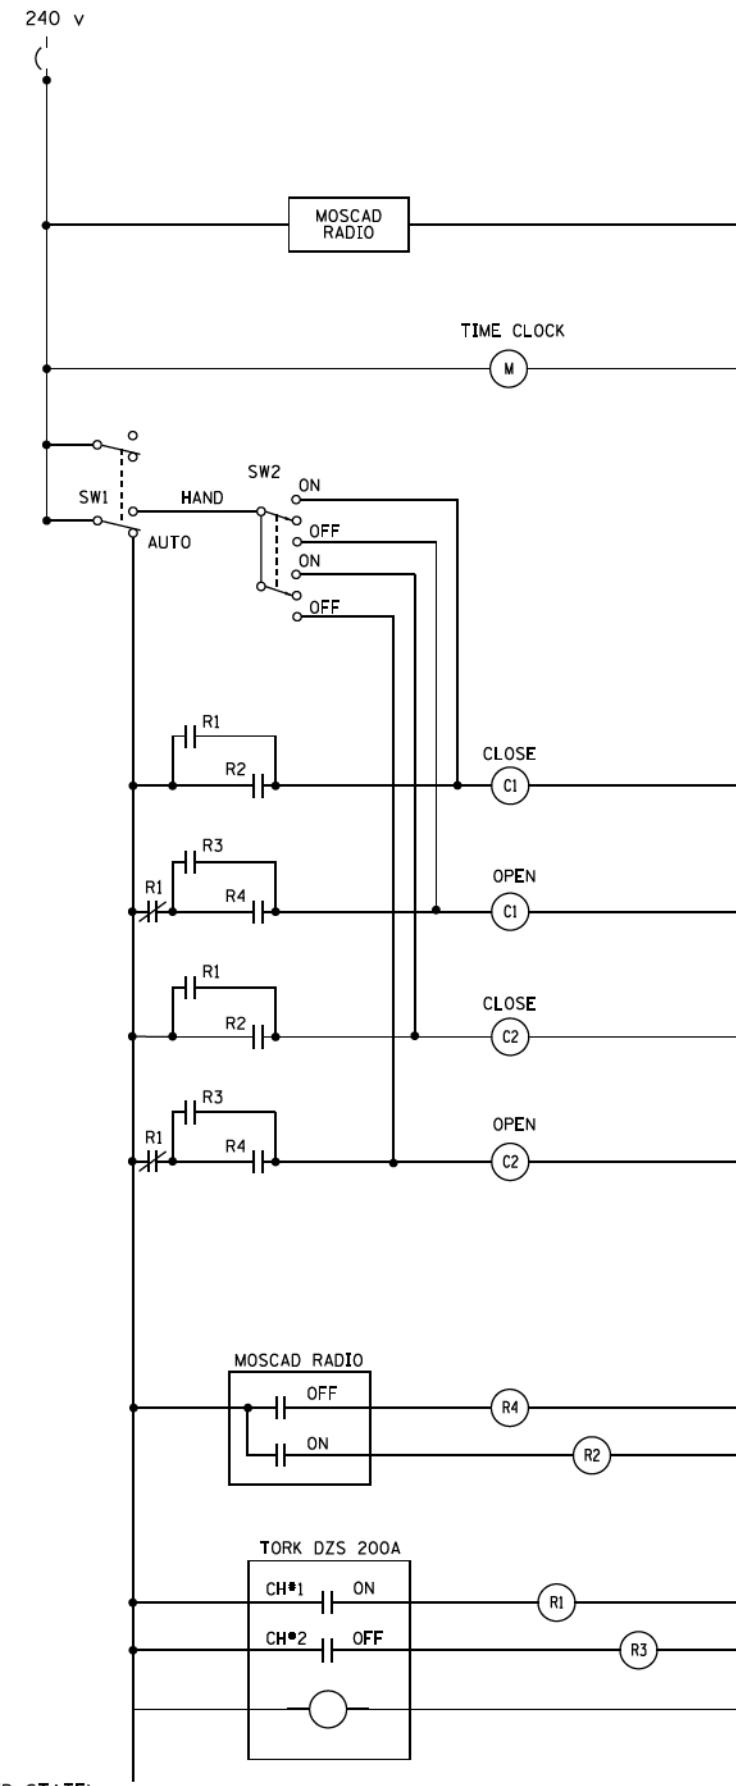 240 v
MOSCAD
RADIO
TIME CLOCK
M
SW2
ON
SW1
HAND
OFF
AUTO
ON
OFF
R1
CLOSE
R2
C1
R3
OPEN
R1
R4
C1
R1
CLOSE
R2
C2
R3
OPEN
R1
R4
C2
MOSCAD RADIO
OFF
R4
ON
R2
TORK DZS 200A
CH#1
ON
R1
CH#2
OFF
R3